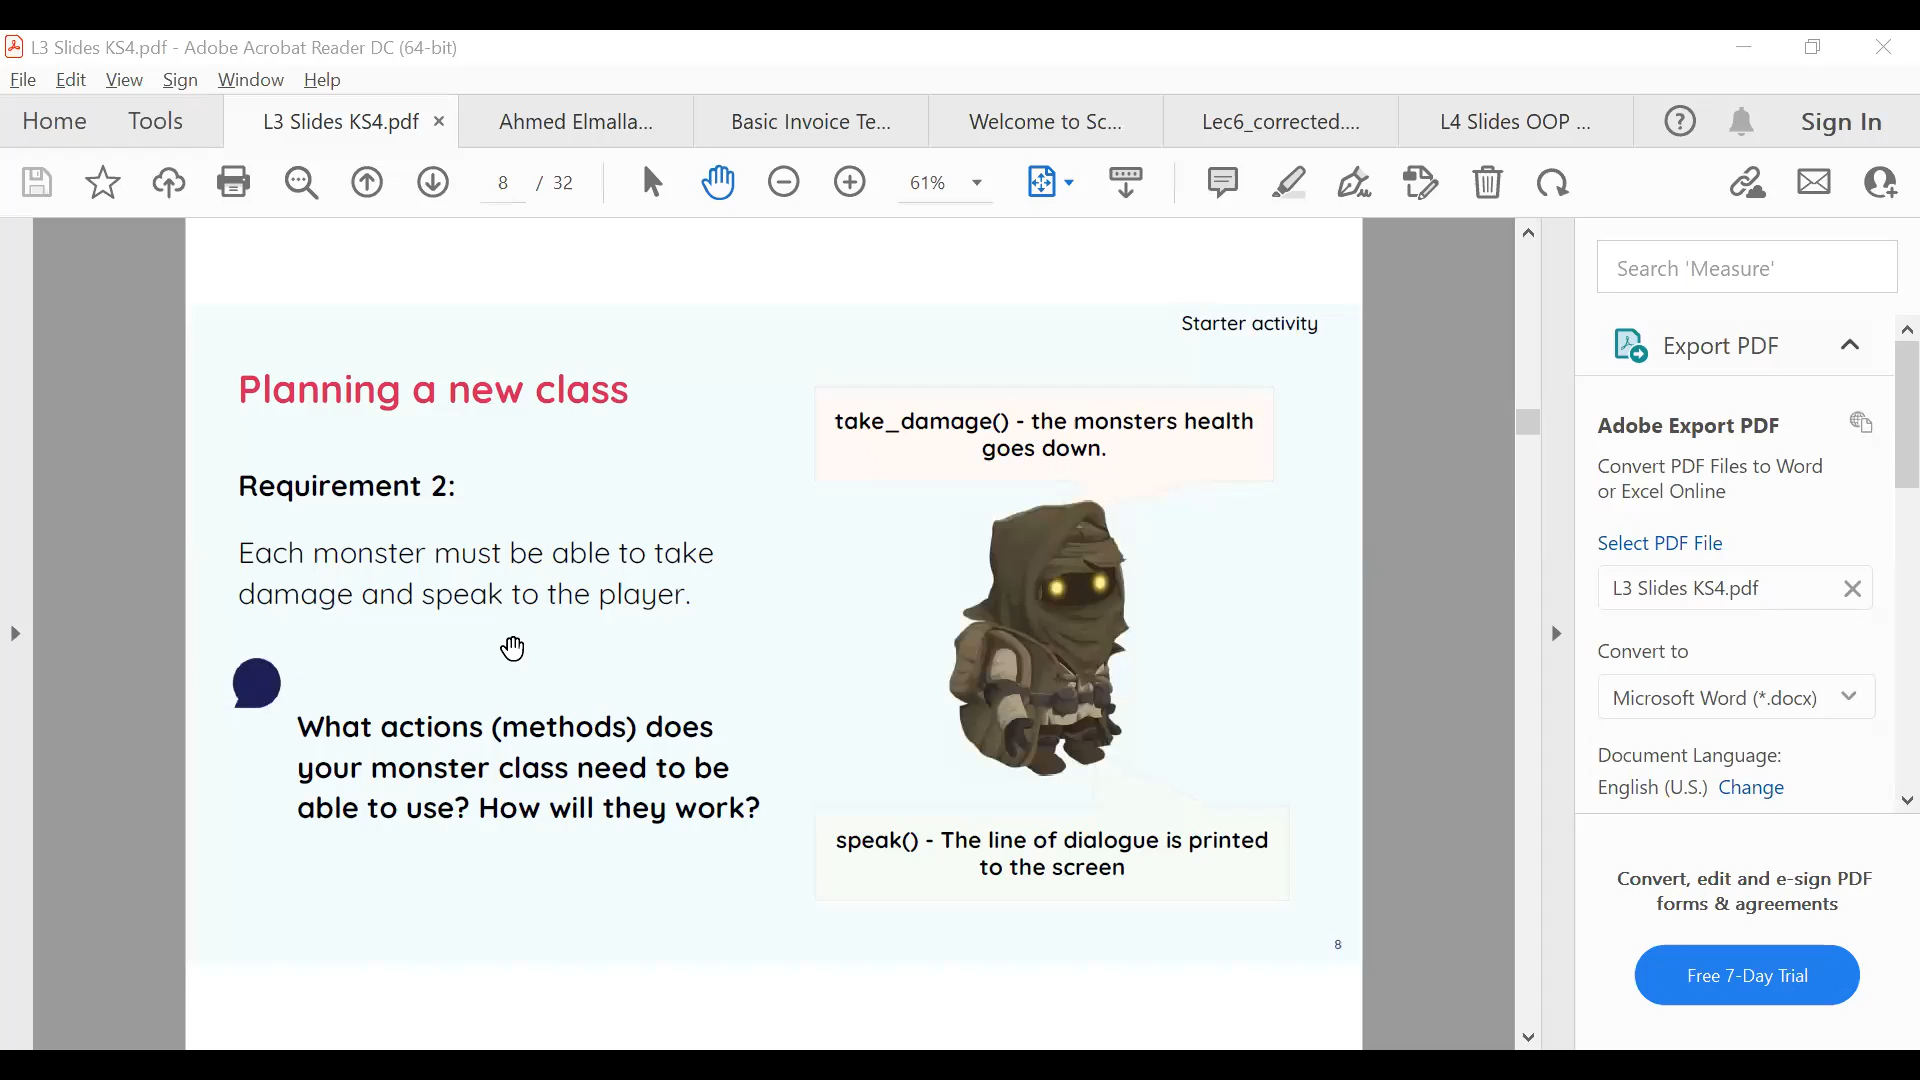 L3 Slides KS4.pdf - Adobe Acrobat Reader DC (64-bit)
File Edit View Sign Window Help
Home Tools L3 Slides KS4.pdf × Ahmed Elmalla... Basic Invoice Te... Welcome to Sc... Lec6_corrected.... L4 Slides OOP ... Sign In
8 / 32 61%
Starter activity
Planning a new class
Requirement 2:
Each monster must be able to take
damage and speak to the player.
What actions (methods) does
your monster class need to be
able to use? How will they work?
take_damage() - the monsters health
goes down.
speak() - The line of dialogue is printed
to the screen
8
Search 'Measure'
Export PDF
Adobe Export PDF
Convert PDF Files to Word
or Excel Online
Select PDF File
L3 Slides KS4.pdf
Convert to
Microsoft Word (*.docx)
Document Language:
English (U.S.) Change
Convert, edit and e-sign PDF
forms & agreements
Free 7-Day Trial